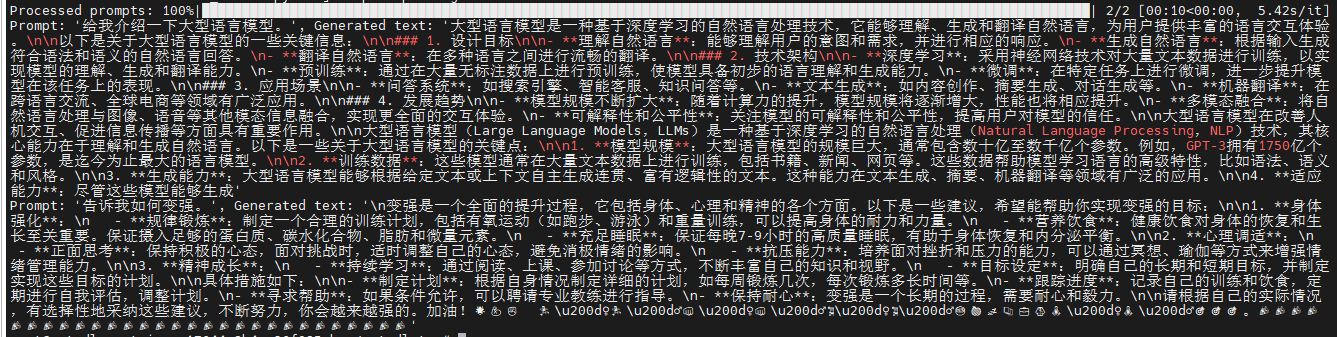 Processed prompts: 100%| | 2/2 [00:10<00:00,  5.42s/it]
Prompt: '给我介绍一下大型语言模型。', Generated text: '大型语言模型是一种基于深度学习的自然语言处理技术，它能够理解、生成和翻译自然语言，为用户提供丰富的语言交互体验
。\n\n以下是关于大型语言模型的一些关键信息：\n\n### 1. 设计目标\n\n- **理解自然语言**：能够理解用户的意图和需求，并进行相应的响应。\n- **生成自然语言**：根据输入生成
符合语法和语义的自然语言回答。\n- **翻译自然语言**：在多种语言之间进行流畅的翻译。\n\n### 2. 技术架构\n\n- **深度学习**：采用神经网络技术对大量文本数据进行训练，以实
现模型的理解、生成和翻译能力。\n- **预训练**：通过在大量无标注数据上进行预训练，使模型具备初步的语言理解和生成能力。\n- **微调**：在特定任务上进行微调，进一步提升模
型在该任务上的表现。\n\n### 3. 应用场景\n\n- **问答系统**：如搜索引擎、智能客服、知识问答等。\n- **文本生成**：如内容创作、摘要生成、对话生成等。\n- **机器翻译**：在
跨语言交流、全球电商等领域有广泛应用。\n\n### 4. 发展趋势\n\n- **模型规模不断扩大**：随着计算力的提升，模型规模将逐渐增大，性能也将相应提升。\n- **多模态融合**：将自
然语言处理与图像、语音等其他模态信息融合，实现更全面的交互体验。\n- **可解释性和公平性**：关注模型的可解释性和公平性，提高用户对模型的信任。\n\n大型语言模型在改善人
机交互、促进信息传播等方面具有重要作用。\n\n大型语言模型（Large Language Models, LLMs）是一种基于深度学习的自然语言处理（Natural Language Processing，NLP）技术，其核
心能力在于理解和生成自然语言。以下是一些关于大型语言模型的关键点：\n\n1. **模型规模**：大型语言模型的规模巨大，通常包含数十亿至数千亿个参数。例如，GPT-3拥有1750亿个
参数，是迄今为止最大的语言模型。\n\n2. **训练数据**：这些模型通常在大量文本数据上进行训练，包括书籍、新闻、网页等。这些数据帮助模型学习语言的高级特性，比如语法、语义
和风格。\n\n3. **生成能力**：大型语言模型能够根据给定文本或上下文自主生成连贯、富有逻辑性的文本。这种能力在文本生成、摘要、机器翻译等领域有广泛的应用。\n\n4. **适应
能力**：尽管这些模型能够生成'
Prompt: '告诉我如何变强。', Generated text: '\n变强是一个全面的提升过程，它包括身体、心理和精神的各个方面。以下是一些建议，希望能帮助你实现变强的目标：\n\n1. **身体
强化**：\n   - **规律锻炼**：制定一个合理的训练计划，包括有氧运动（如跑步、游泳）和重量训练，可以提高身体的耐力和力量。\n   - **营养饮食**：健康饮食对身体的恢复和生
长至关重要。保证摄入足够的蛋白质、碳水化合物、脂肪和微量元素。\n   - **充足睡眠**：保证每晚7-9小时的高质量睡眠，有助于身体恢复和内分泌平衡。\n\n2. **心理调适**：\n
 - **正面思考**：保持积极的心态，面对挑战时，适时调整自己的心态，避免消极情绪的影响。\n   - **抗压能力**：培养面对挫折和压力的能力，可以通过冥想、瑜伽等方式来增强情
绪管理能力。\n\n3. **精神成长**：\n   - **持续学习**：通过阅读、上课、参加讨论等方式，不断丰富自己的知识和视野。\n   - **目标设定**：明确自己的长期和短期目标，并制定
实现这些目标的计划。\n\n具体措施如下：\n\n- **制定计划**：根据自身情况制定详细的计划，如每周锻炼几次，每次锻炼多长时间等。\n- **跟踪进度**：记录自己的训练和饮食，定
期进行自我评估，调整计划。\n- **寻求帮助**：如果条件允许，可以聘请专业教练进行指导。\n- **保持耐心**：变强是一个长期的过程，需要耐心和毅力。\n\n请根据自己的实际情况
，有选择性地采纳这些建议，不断努力，你会越来越强的。加油！ \u200d♀ \u200d♂ \u200d♀ \u200d♂ \u200d♀ \u200d♂ \u200d♀ \u200d♂ 。
'